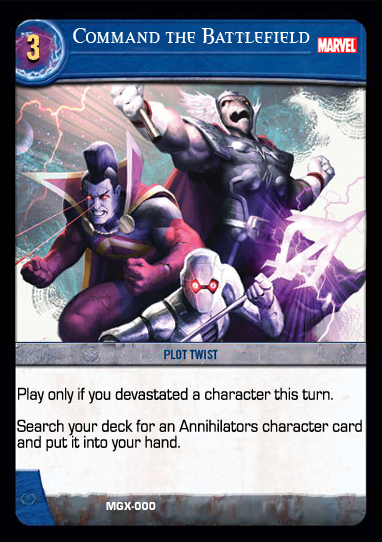 3
COMMAND THE BATTLEFIELD
MARVEL
PLOT TWIST
Play only if you devastated a character this turn.
Search your deck for an Annihilators character card
and put it into your hand.
MGX-000